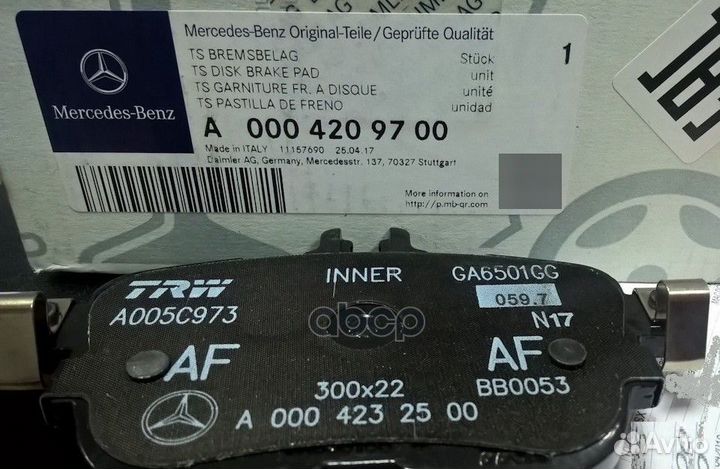 Mercedes-Benz
Mercedes-Benz Original-Teile/Geprüfte Qualität
TS BREMSBELAG Stück 1
TS DISK BRAKE PAD unit
TS GARNITURE FR. A DISQUE unité
TS PASTILLA DE FRENO unidad
A 000 420 97 00
Made in ITALY 11157690 25.04.17
Daimler AG, Germany, Mercedesstr. 137, 70327 Stuttgart
More information on
http://p.mb-qr.com
TRW INNER GA6501GG
A005C973 059.7
N17
abcp
AF AF
300x22 BB0053
A 000 423 25 00
Avito